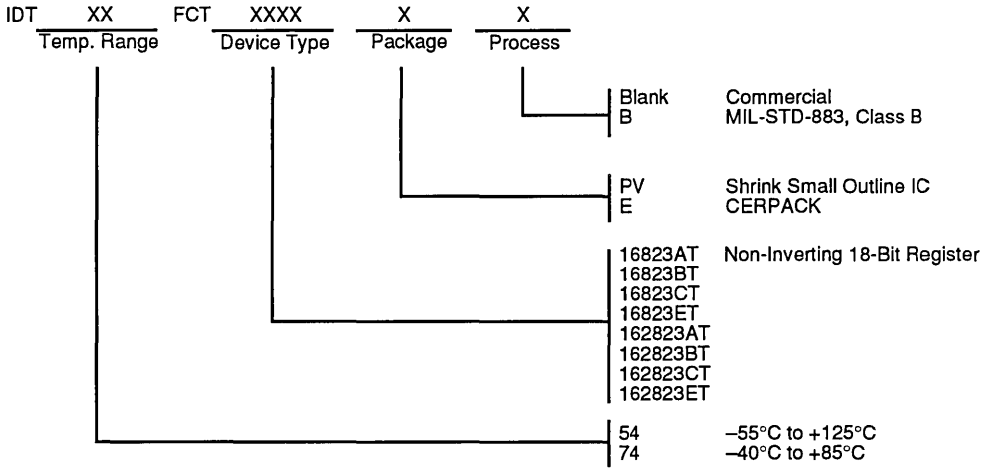 IDT XX FCT XXXX X X
Temp. Range Device Type Package Process
Blank Commercial
B MIL-STD-883, Class B
PV Shrink Small Outline IC
E CERPACK
16823AT Non-Inverting 18-Bit Register
16823BT
16823CT
16823ET
162823AT
162823BT
162823CT
162823ET
54 –55°C to +125°C
74 –40°C to +85°C